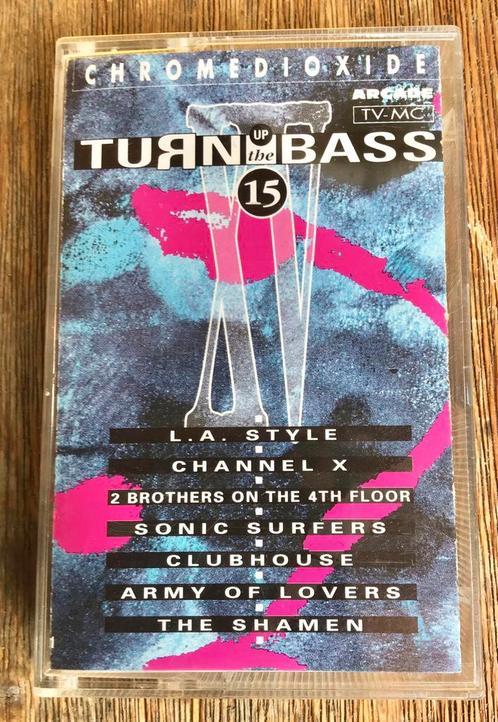 CHROMEDIOXIDE
ARCADE
TV-MC
TURN UP the BASS
15
XV
L.A. STYLE
CHANNEL X
2 BROTHERS ON THE 4TH FLOOR
SONIC SURFERS
CLUBHOUSE
ARMY OF LOVERS
THE SHAMEN